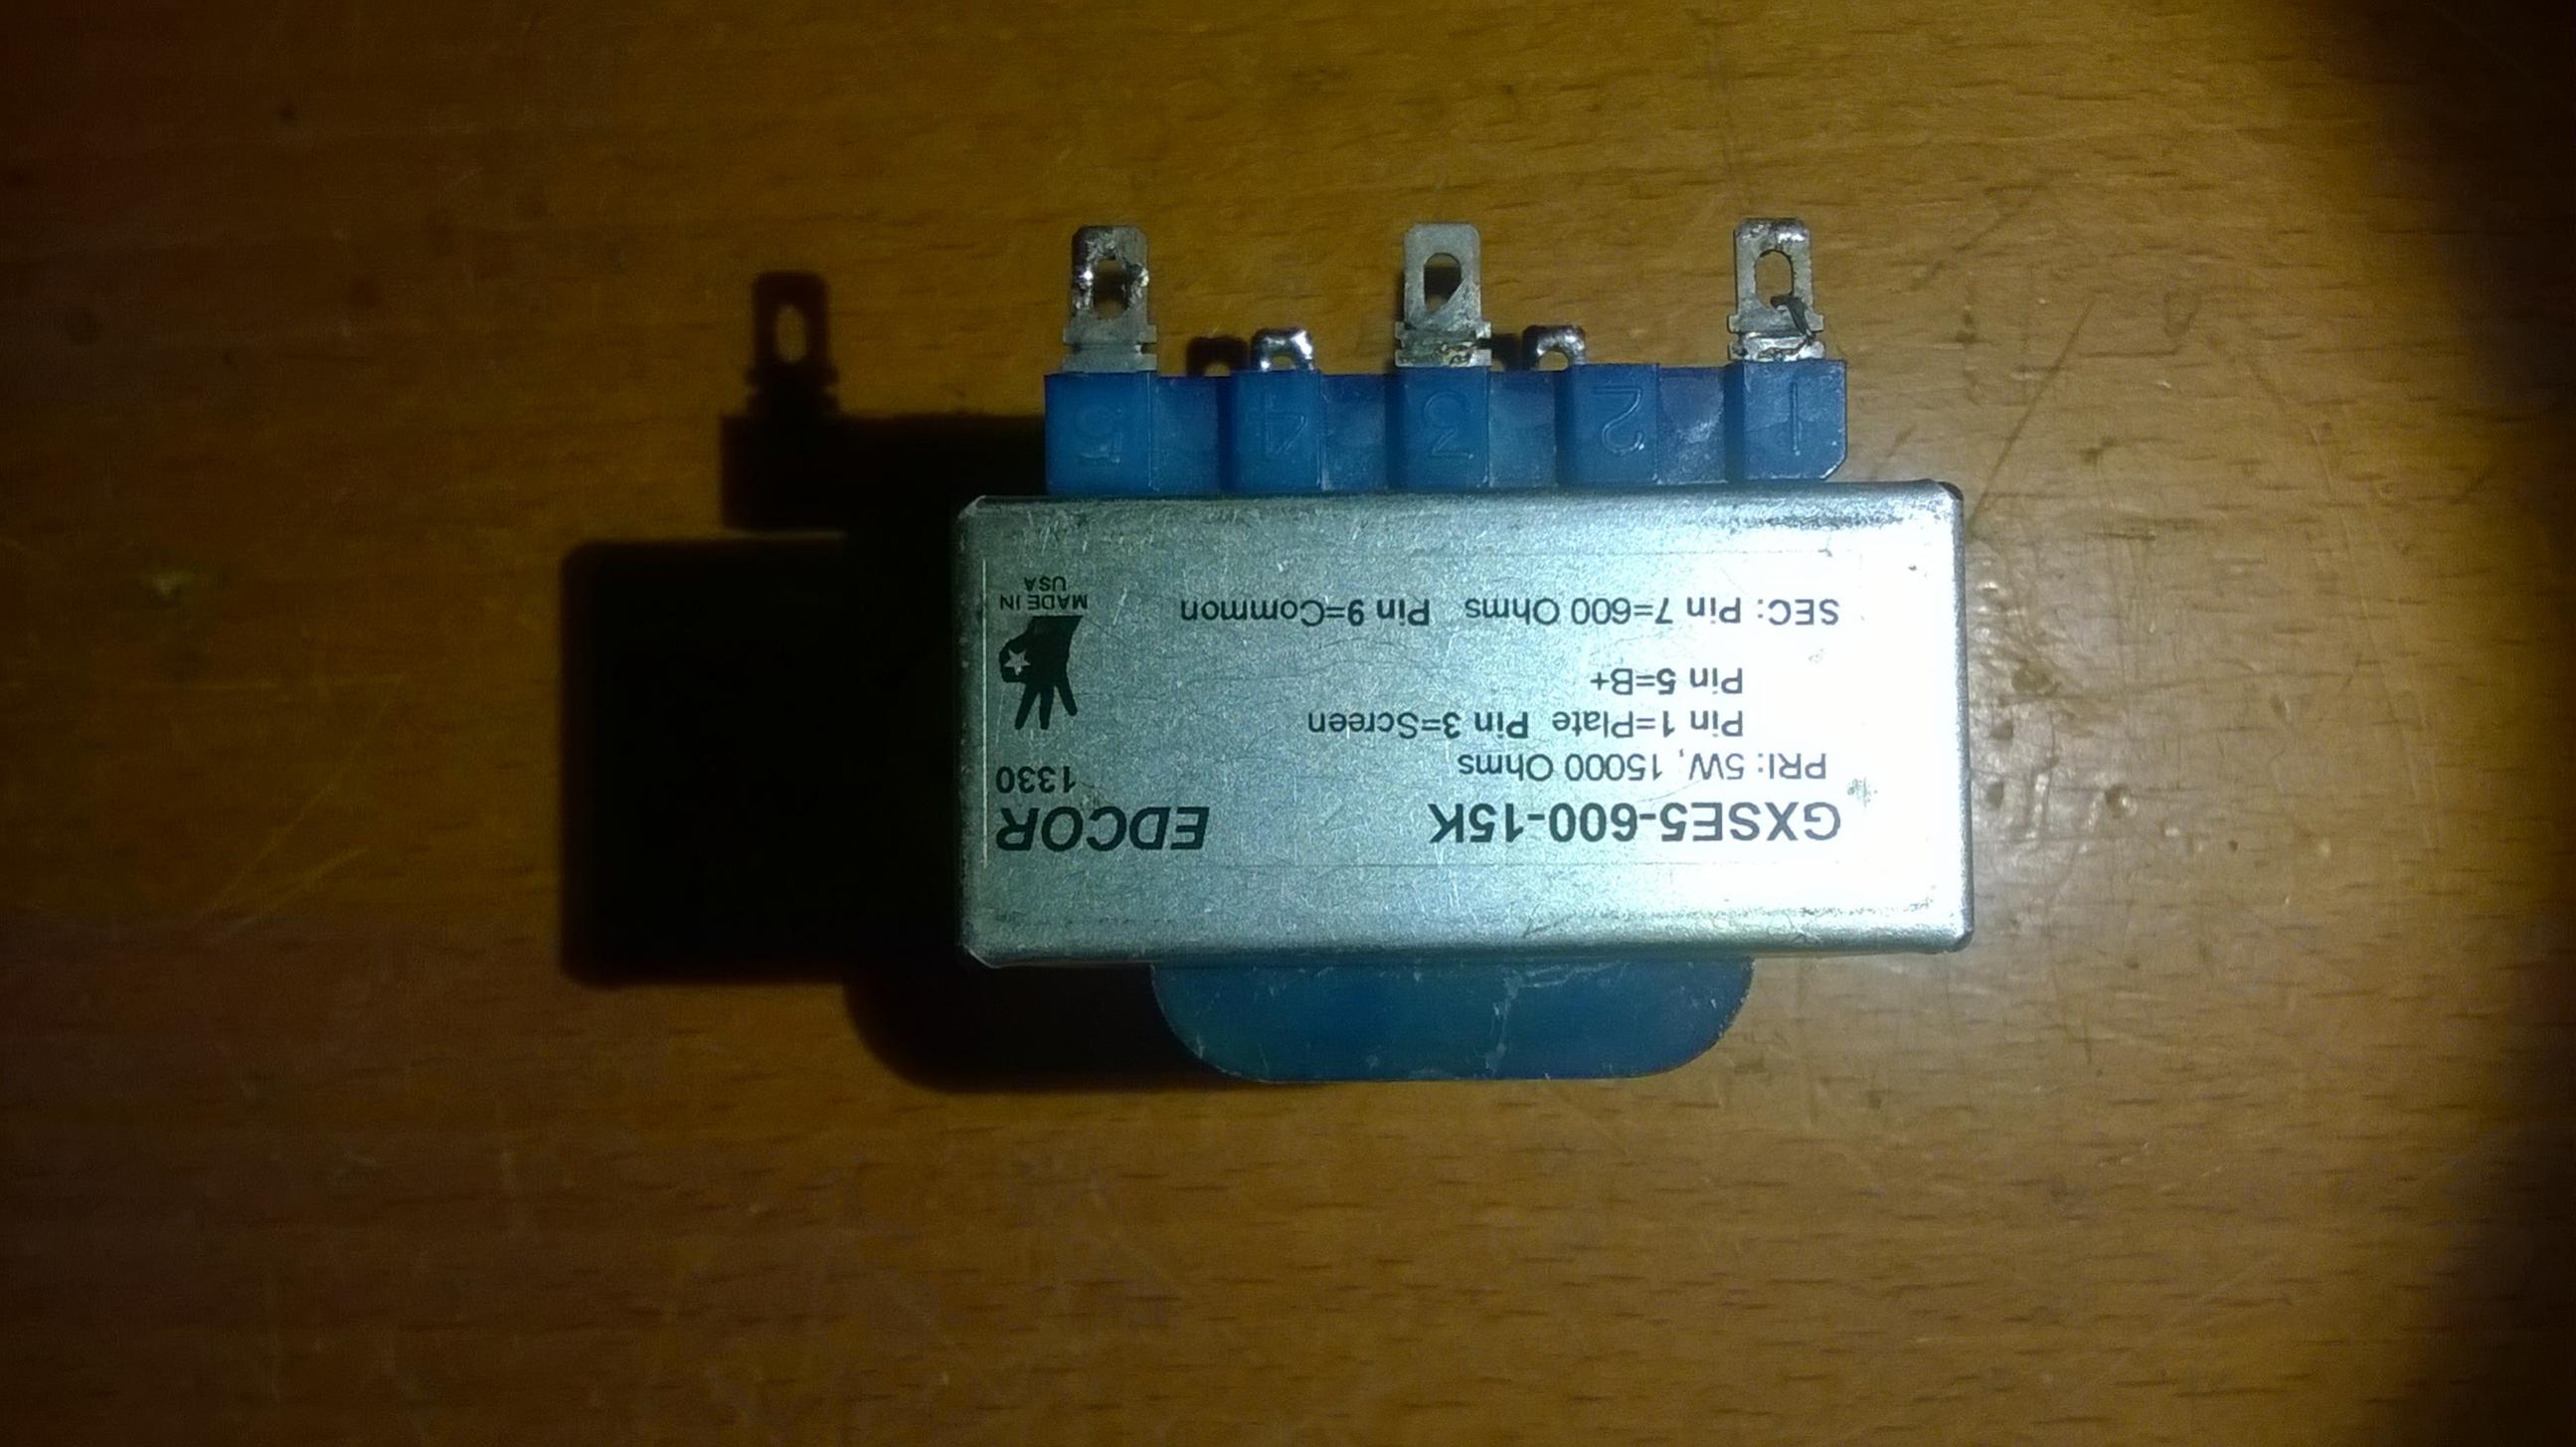 GXSE5-600-15K EDCOR
PRI: 5W, 15000 Ohms 1330
Pin 1=Plate Pin 3=Screen
Pin 5=B+
SEC: Pin 7=600 Ohms Pin 9=Common
MADE IN
USA
1 2 3 4 5